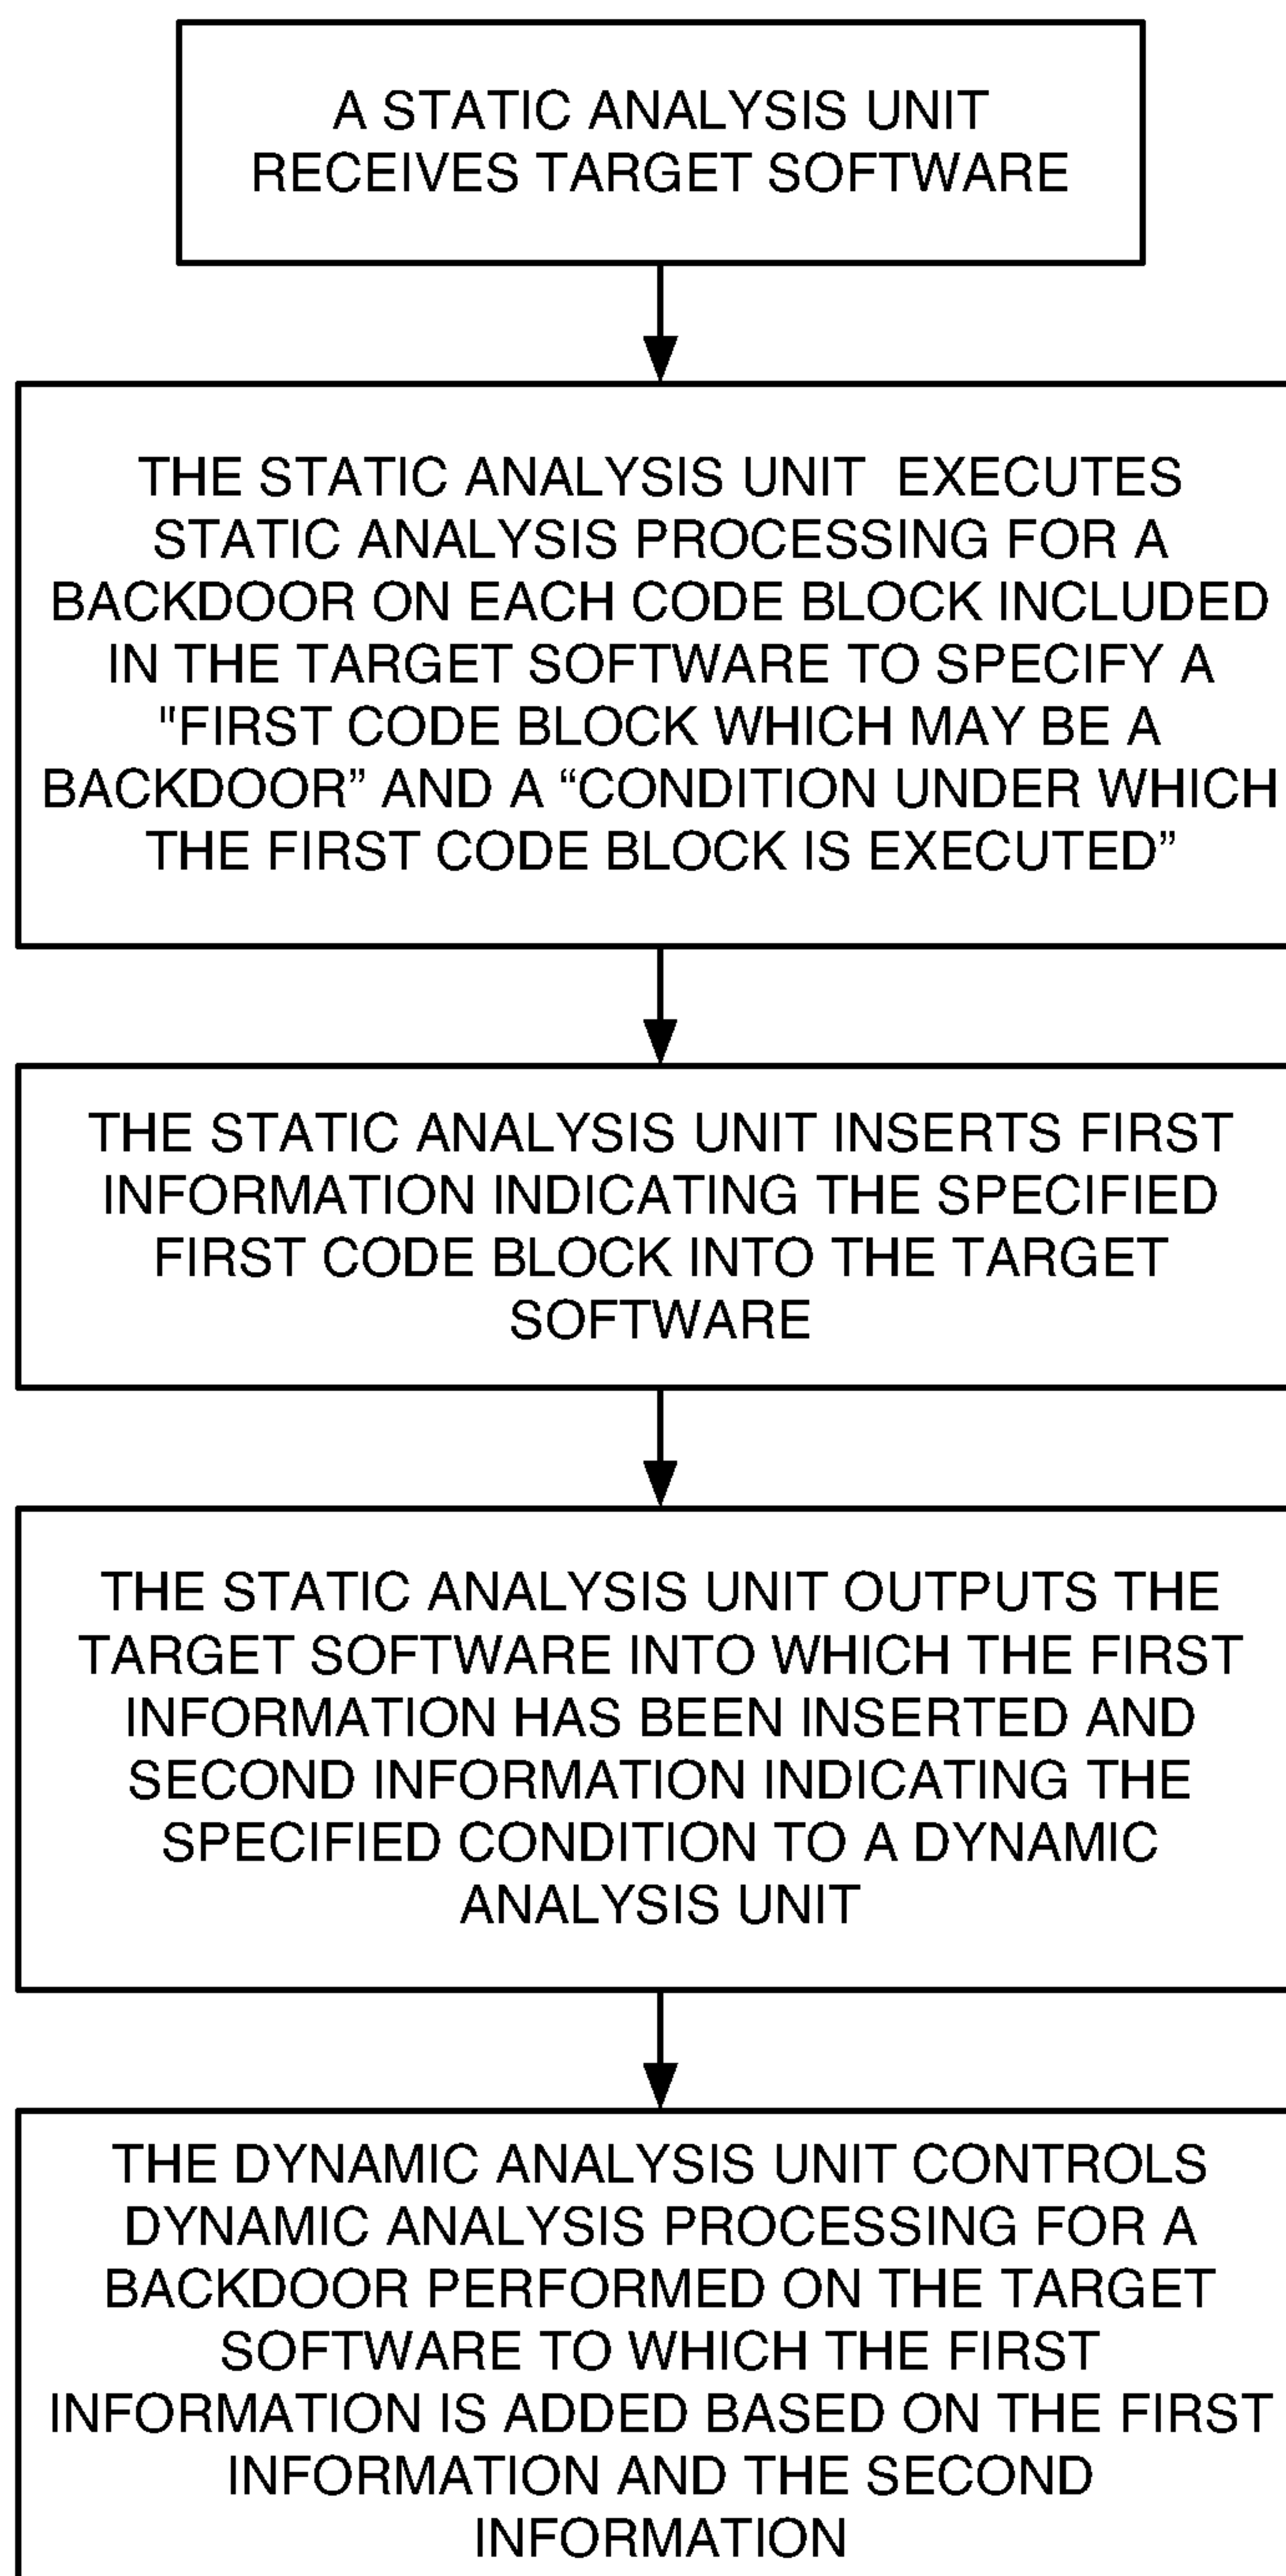 A STATIC ANALYSIS UNIT
RECEIVES TARGET SOFTWARE
THE STATIC ANALYSIS UNIT EXECUTES
STATIC ANALYSIS PROCESSING FOR A
BACKDOOR ON EACH CODE BLOCK INCLUDED
IN THE TARGET SOFTWARE TO SPECIFY A
"FIRST CODE BLOCK WHICH MAY BE A
BACKDOOR” AND A “CONDITION UNDER WHICH
THE FIRST CODE BLOCK IS EXECUTED”
THE STATIC ANALYSIS UNIT INSERTS FIRST
INFORMATION INDICATING THE SPECIFIED
FIRST CODE BLOCK INTO THE TARGET
SOFTWARE
THE STATIC ANALYSIS UNIT OUTPUTS THE
TARGET SOFTWARE INTO WHICH THE FIRST
INFORMATION HAS BEEN INSERTED AND
SECOND INFORMATION INDICATING THE
SPECIFIED CONDITION TO A DYNAMIC
ANALYSIS UNIT
THE DYNAMIC ANALYSIS UNIT CONTROLS
DYNAMIC ANALYSIS PROCESSING FOR A
BACKDOOR PERFORMED ON THE TARGET
SOFTWARE TO WHICH THE FIRST
INFORMATION IS ADDED BASED ON THE FIRST
INFORMATION AND THE SECOND
INFORMATION